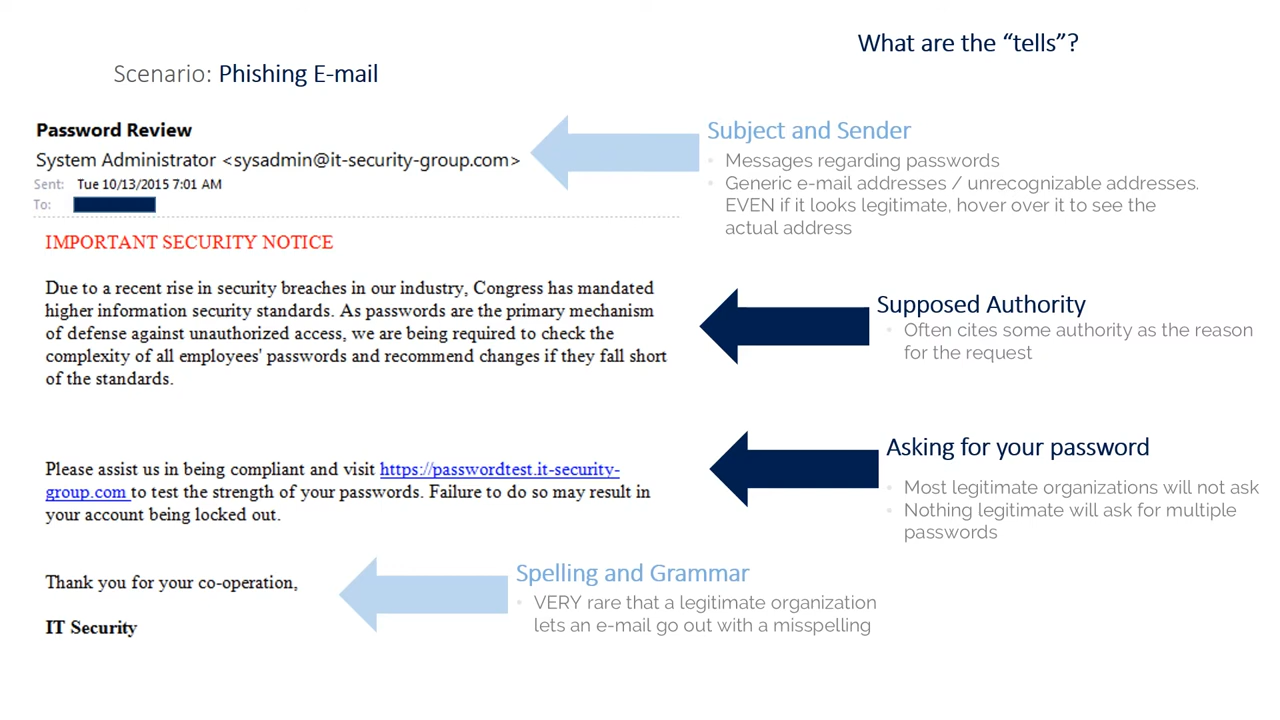 What are the “tells”?
Scenario: Phishing E-mail
Password Review
System Administrator <sysadmin@it-security-group.com>
Sent: Tue 10/13/2015 7:01 AM
To:
IMPORTANT SECURITY NOTICE
Due to a recent rise in security breaches in our industry, Congress has mandated
higher information security standards. As passwords are the primary mechanism
of defense against unauthorized access, we are being required to check the
complexity of all employees' passwords and recommend changes if they fall short
of the standards.
Please assist us in being compliant and visit https://passwordtest.it-security-
group.com to test the strength of your passwords. Failure to do so may result in
your account being locked out.
Thank you for your co-operation,
IT Security
Subject and Sender
• Messages regarding passwords
• Generic e-mail addresses / unrecognizable addresses.
EVEN if it looks legitimate, hover over it to see the
actual address
Supposed Authority
• Often cites some authority as the reason
for the request
Asking for your password
• Most legitimate organizations will not ask
• Nothing legitimate will ask for multiple
passwords
Spelling and Grammar
• VERY rare that a legitimate organization
lets an e-mail go out with a misspelling